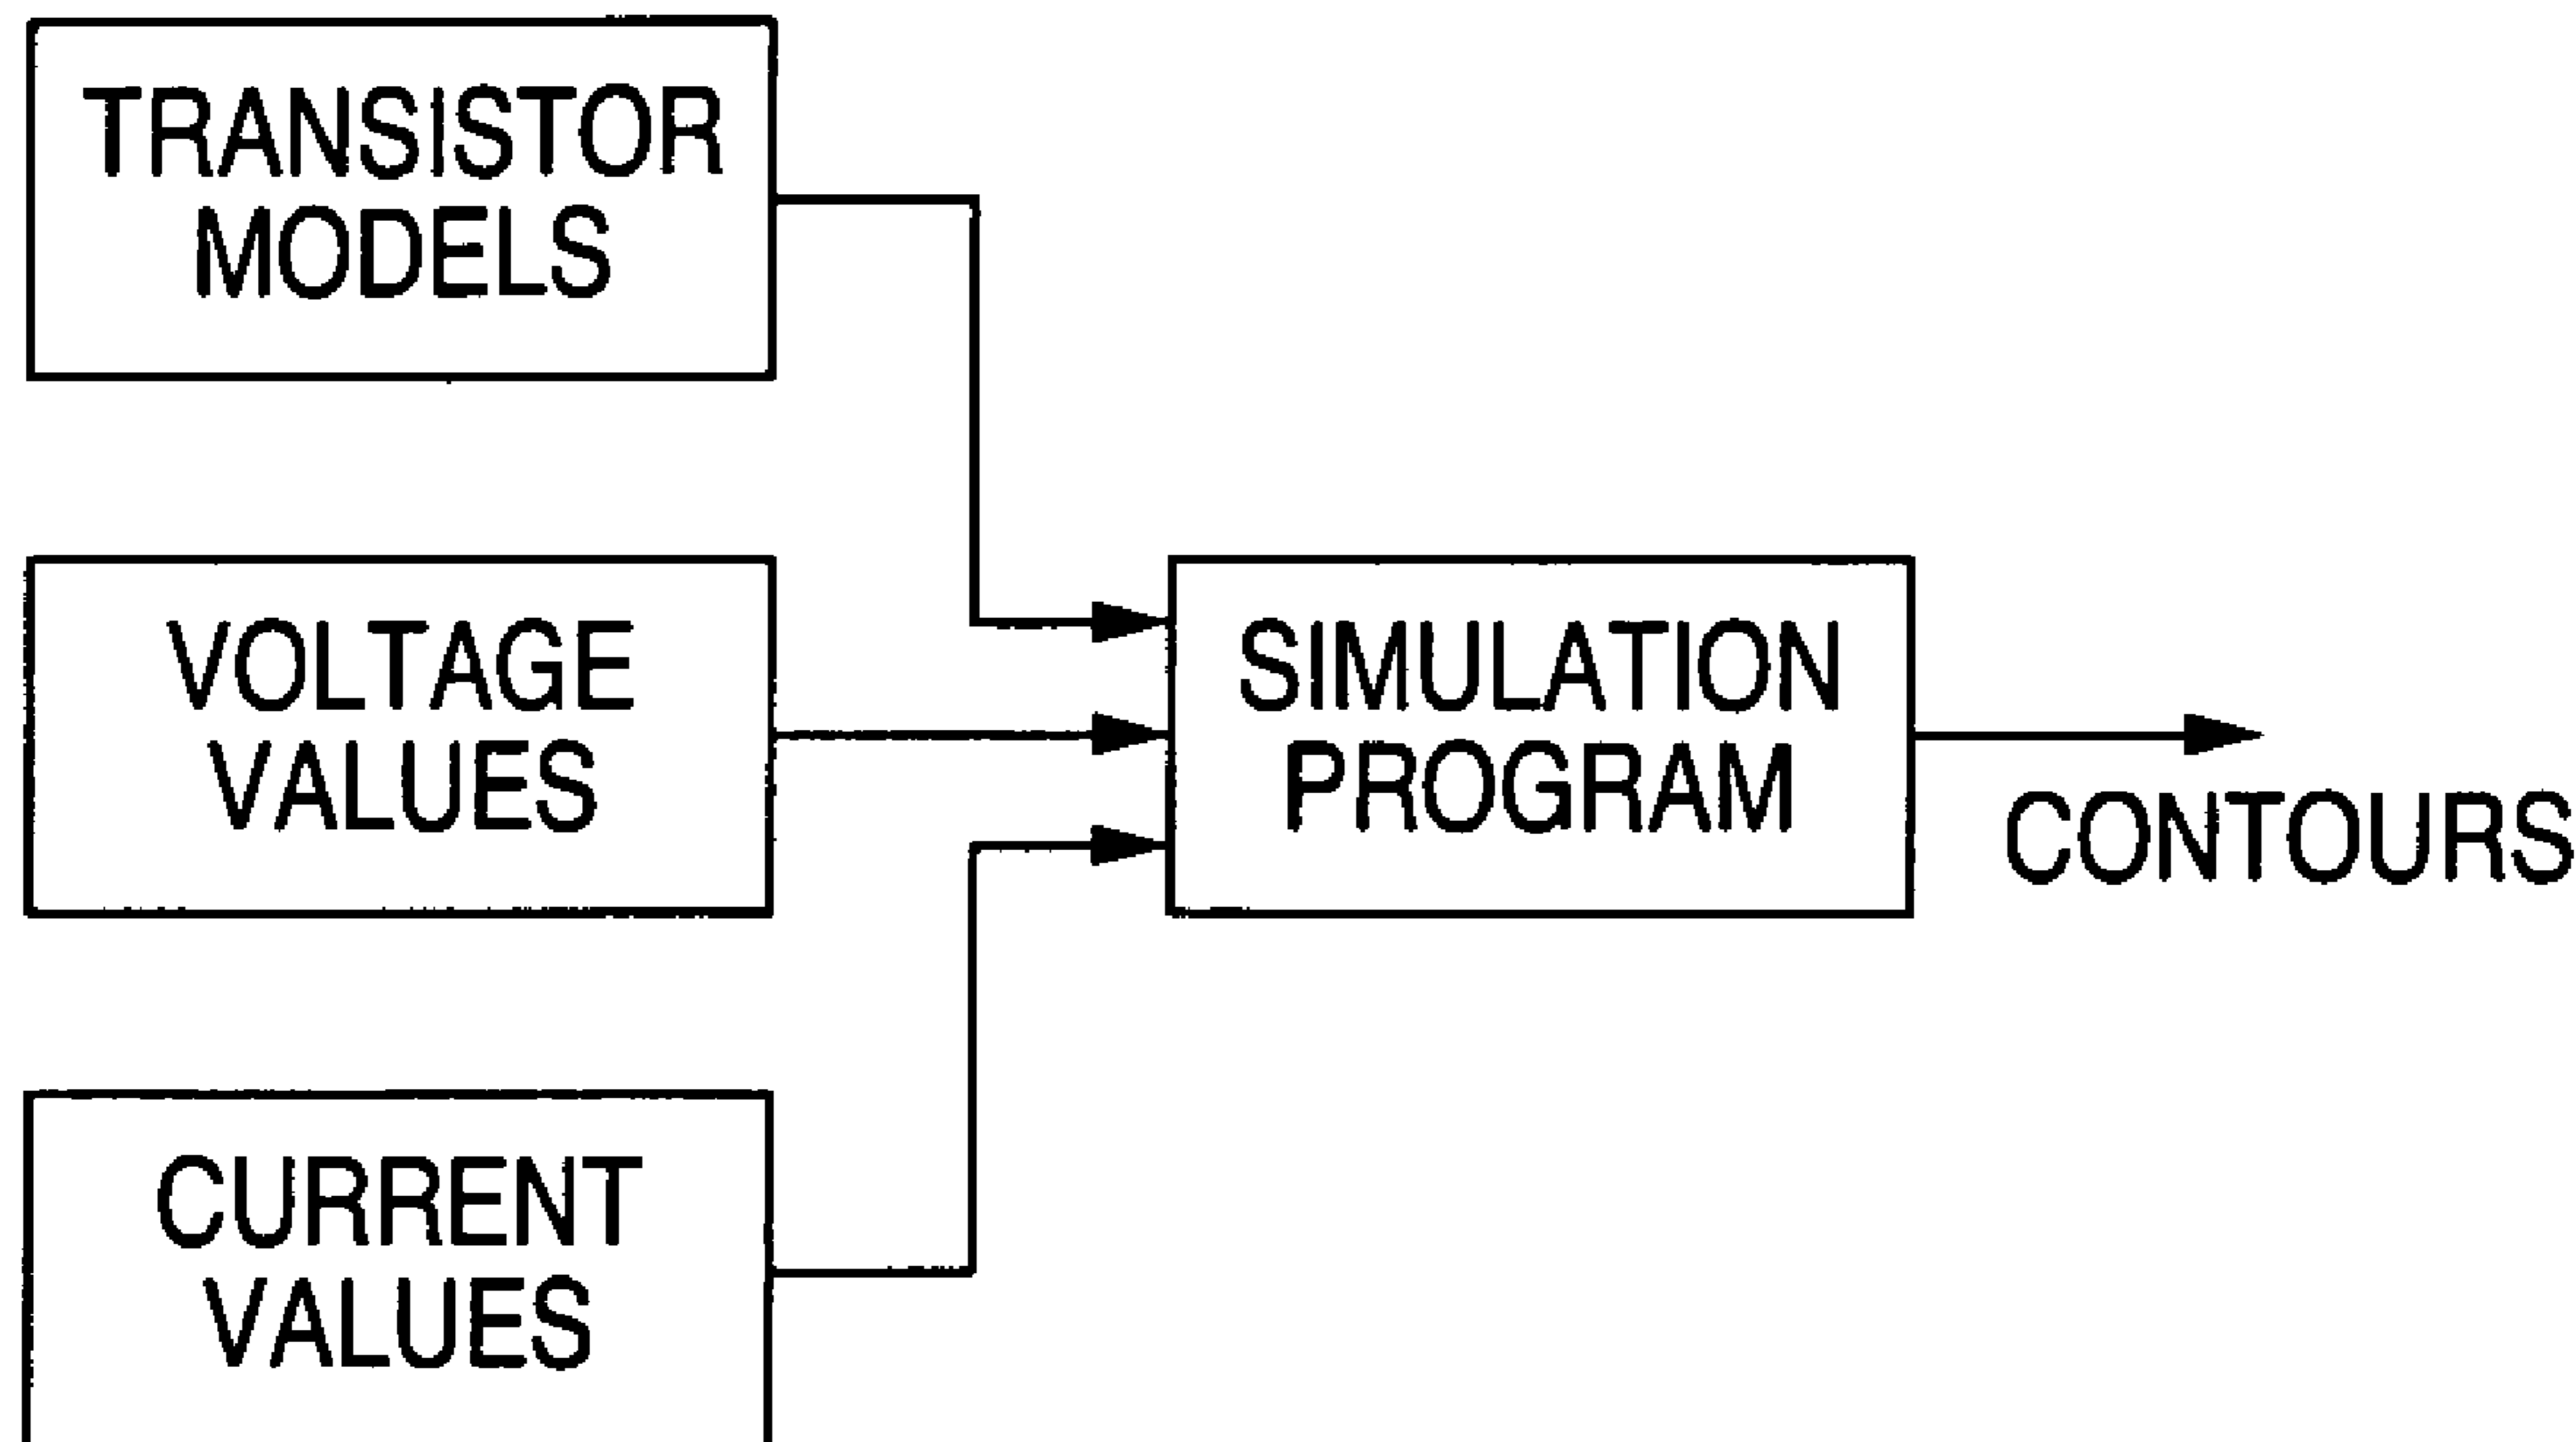 TRANSISTOR
MODELS
VOLTAGE
VALUES
CURRENT
VALUES
SIMULATION
PROGRAM
CONTOURS